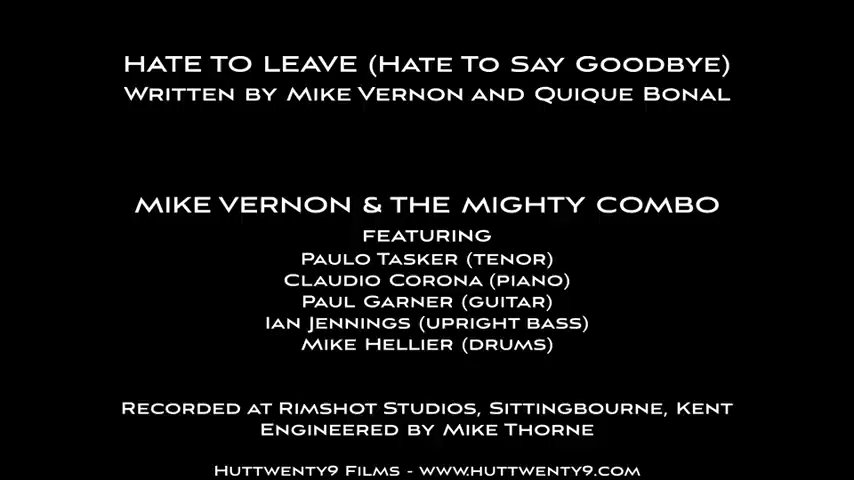 HATE TO LEAVE (HATE TO SAY GOODBYE)
WRITTEN BY MIKE VERNON AND QUIQUE BONAL
MIKE VERNON & THE MIGHTY COMBO
FEATURING
PAULO TASKER (TENOR)
CLAUDIO CORONA (PIANO)
PAUL GARNER (GUITAR)
IAN JENNINGS (UPRIGHT BASS)
MIKE HELLIER (DRUMS)
RECORDED AT RIMSHOT STUDIOS, SITTINGBOURNE, KENT
ENGINEERED BY MIKE THORNE
HUTTWENTY9 FILMS - WWW.HUTTWENTY9.COM